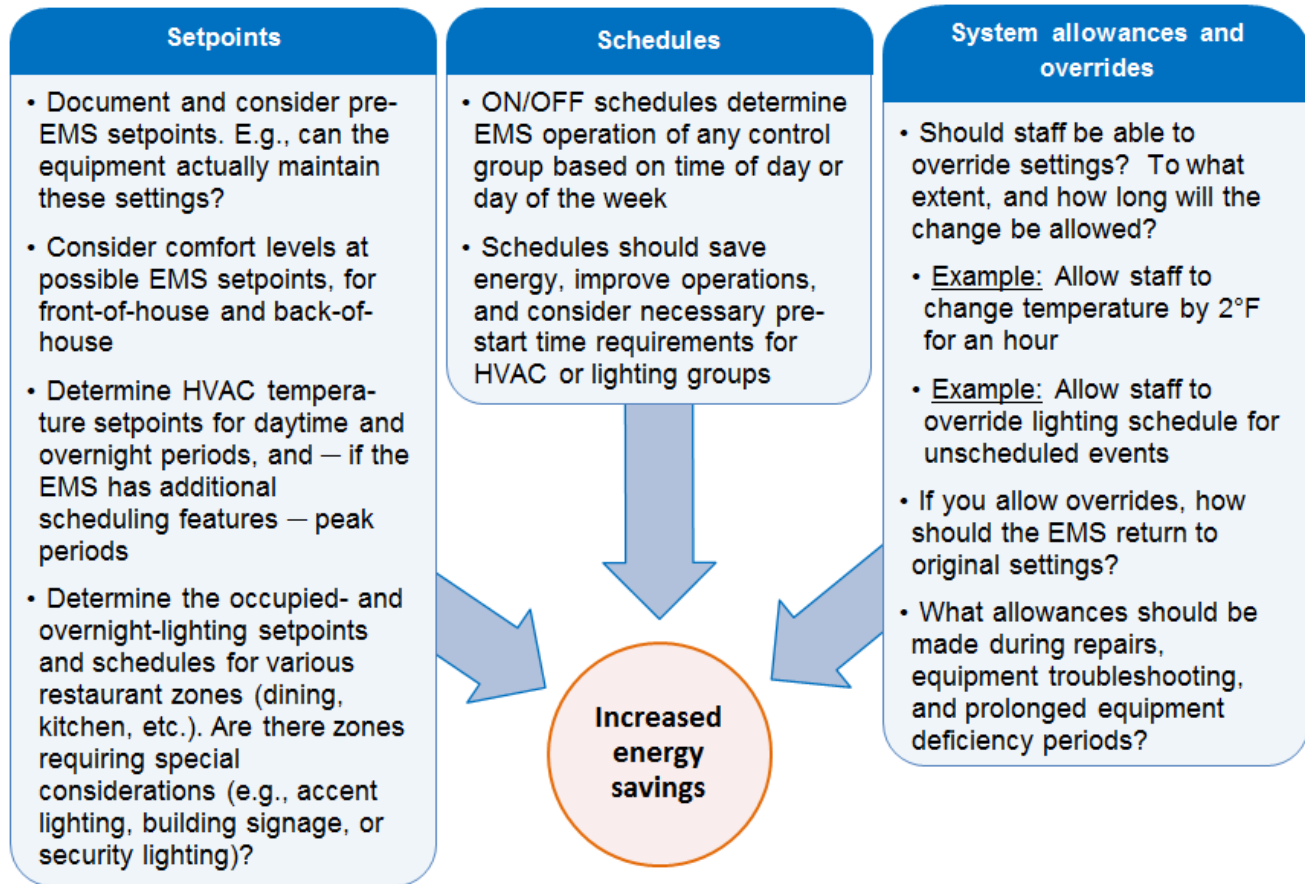 Setpoints
• Document and consider pre-
EMS setpoints. E.g., can the
equipment actually maintain
these settings?
• Consider comfort levels at
possible EMS setpoints, for
front-of-house and back-of-
house
• Determine HVAC tempera-
ture setpoints for daytime and
overnight periods, and — if the
EMS has additional
scheduling features — peak
periods
• Determine the occupied- and
overnight-lighting setpoints
and schedules for various
restaurant zones (dining,
kitchen, etc.). Are there zones
requiring special
considerations (e.g., accent
lighting, building signage, or
security lighting)?
Schedules
• ON/OFF schedules determine
EMS operation of any control
group based on time of day or
day of the week
• Schedules should save
energy, improve operations,
and consider necessary pre-
start time requirements for
HVAC or lighting groups
System allowances and
overrides
• Should staff be able to
override settings?  To what
extent, and how long will the
change be allowed?
• Example:  Allow staff to
change temperature by 2°F
for an hour
• Example:  Allow staff to
override lighting schedule for
unscheduled events
• If you allow overrides, how
should the EMS return to
original settings?
• What allowances should be
made during repairs,
equipment troubleshooting,
and prolonged equipment
deficiency periods?
Increased
energy
savings